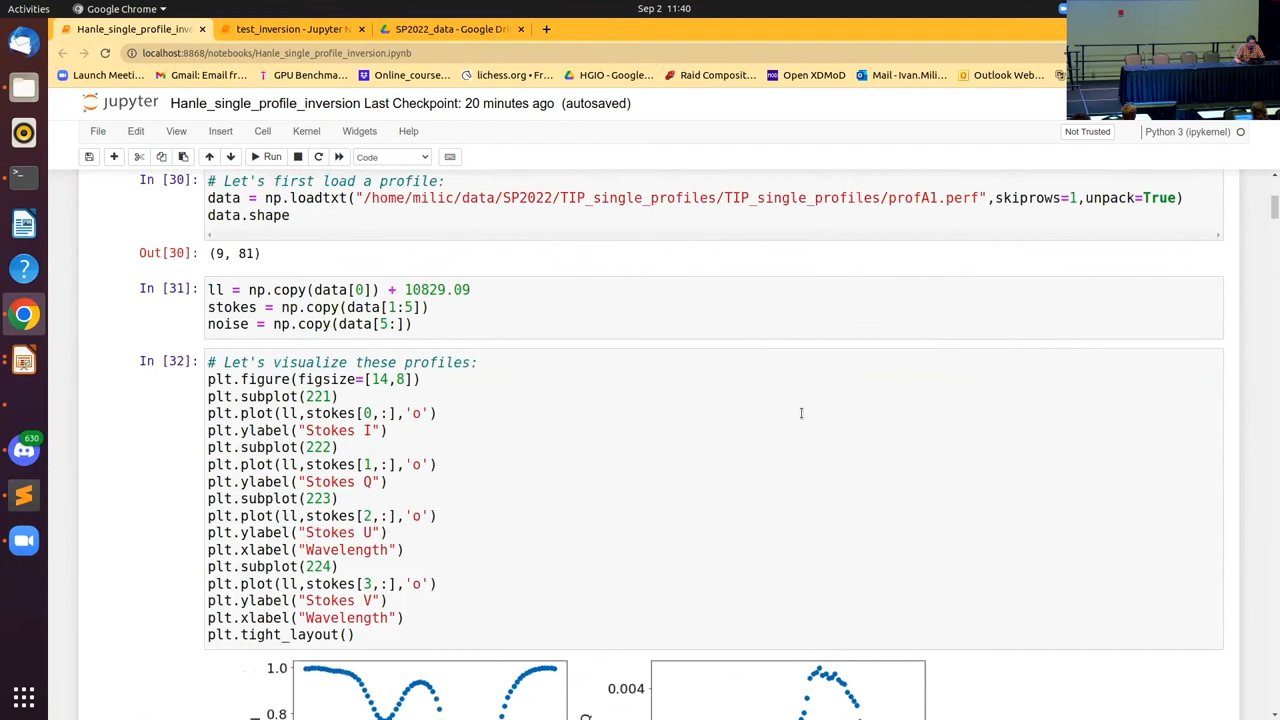 Activities
Google Chrome
Sep 2 11:40
Hanle_single_profile_inve
test_inversion - Jupyter N
SP2022_data - Google Dri
localhost:8868/notebooks/Hanle_single_profile_inversion.ipynb
Launch Meeti...
Gmail: Email fr...
GPU Benchma...
Online_course...
lichess.org • Fr...
HGIO - Google...
Raid Composit...
Open XDMoD
Mail - Ivan.Mili...
Outlook Web...
jupyter
Hanle_single_profile_inversion Last Checkpoint: 20 minutes ago (autosaved)
File Edit View Insert Cell Kernel Widgets Help
Not Trusted
Python 3 (ipykernel)
Run
Code
In [30]: # Let's first load a profile:
data = np.loadtxt("/home/milic/data/SP2022/TIP_single_profiles/TIP_single_profiles/profA1.perf",skiprows=1,unpack=True)
data.shape
Out[30]: (9, 81)
In [31]: ll = np.copy(data[0]) + 10829.09
stokes = np.copy(data[1:5])
noise = np.copy(data[5:])
In [32]: # Let's visualize these profiles:
plt.figure(figsize=[14,8])
plt.subplot(221)
plt.plot(ll,stokes[0,:],'o')
plt.ylabel("Stokes I")
plt.subplot(222)
plt.plot(ll,stokes[1,:],'o')
plt.ylabel("Stokes Q")
plt.subplot(223)
plt.plot(ll,stokes[2,:],'o')
plt.ylabel("Stokes U")
plt.xlabel("Wavelength")
plt.subplot(224)
plt.plot(ll,stokes[3,:],'o')
plt.ylabel("Stokes V")
plt.xlabel("Wavelength")
plt.tight_layout()
1.0
0.8
0.004
630